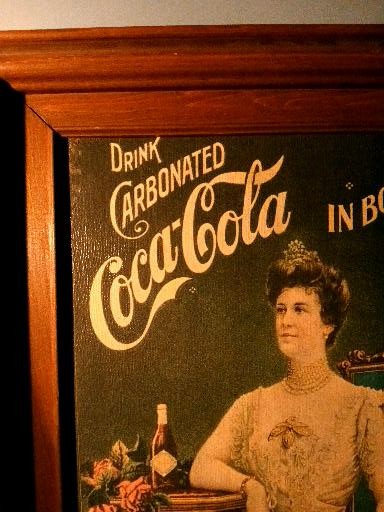 DRINK
CARBONATED
Coca-Cola
IN BO